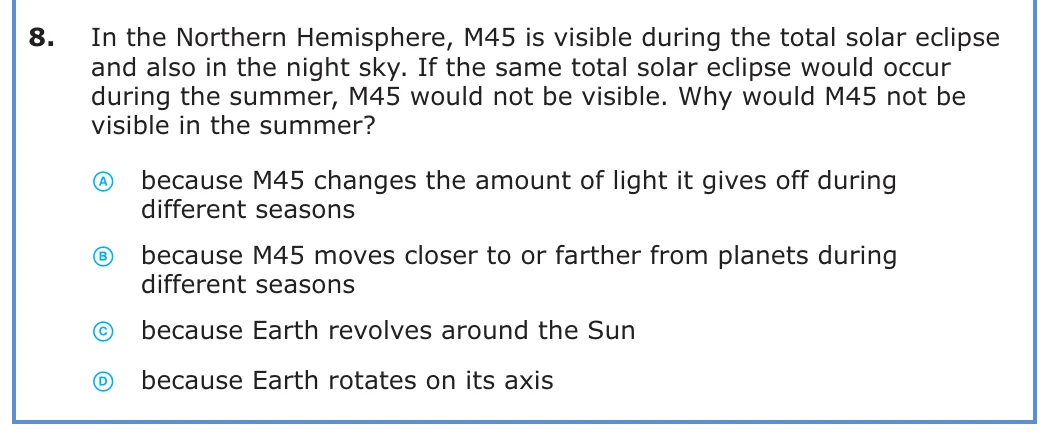 8. In the Northern Hemisphere, M45 is visible during the total solar eclipse
and also in the night sky. If the same total solar eclipse would occur
during the summer, M45 would not be visible. Why would M45 not be
visible in the summer?
A because M45 changes the amount of light it gives off during
different seasons
B because M45 moves closer to or farther from planets during
different seasons
C because Earth revolves around the Sun
D because Earth rotates on its axis